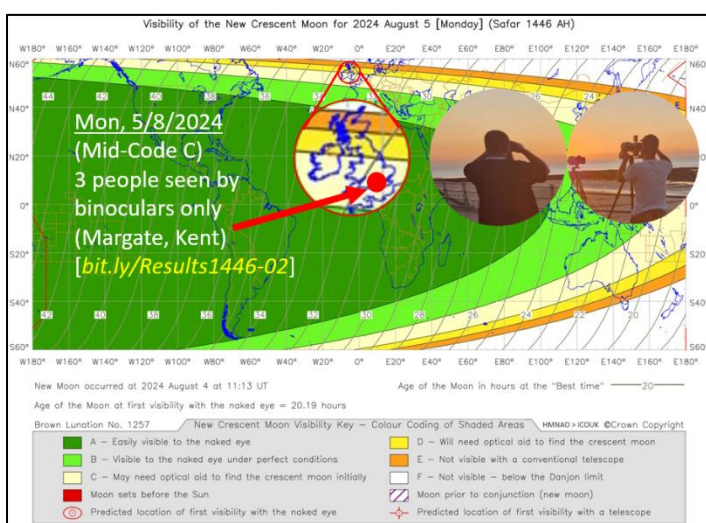 Visibility of the New Crescent Moon for 2024 August 5 [Monday] (Safar 1446 AH)
W180° W160° W140° W120° W100° W80° W60° W40° W20° 0° E20° E40° E60° E80° E100° E120° E140° E160° E180°
N60° N60°
44 42 40 38 36 34 24 E
N40° N40°
Mon, 5/8/2024
(Mid-Code C)
N20° N20°
3 people seen by
0° 0°
binoculars only
(Margate, Kent)
S20° S20°
[bit.ly/Results1446-02]
S40° S40°
44 42 40 38 36 34 32 30 28 26 24 22 20
S60° S60°
W180° W160° W140° W120° W100° W80° W60° W40° W20° 0° E20° E40° E60° E80° E100° E120° E140° E160° E180°
New Moon occurred at 2024 August 4 at 11:13 UT
Age of the Moon in hours at the "Best time" 20
Age of the Moon at first visibility with the naked eye = 20.19 hours
Brown Lunation No. 1257
New Crescent Moon Visibility Key – Colour Coding of Shaded Areas
HMNAO > ICOUK ©Crown Copyright
A – Easily visible to the naked eye
D – Will need optical aid to find the crescent moon
B – Visible to the naked eye under perfect conditions
E – Not visible with a conventional telescope
C – May need optical aid to find the crescent moon initially
F – Not visible – below the Danjon limit
Moon sets before the Sun
Moon prior to conjunction (new moon)
Predicted location of first visibility with the naked eye
Predicted location of first visibility with a telescope